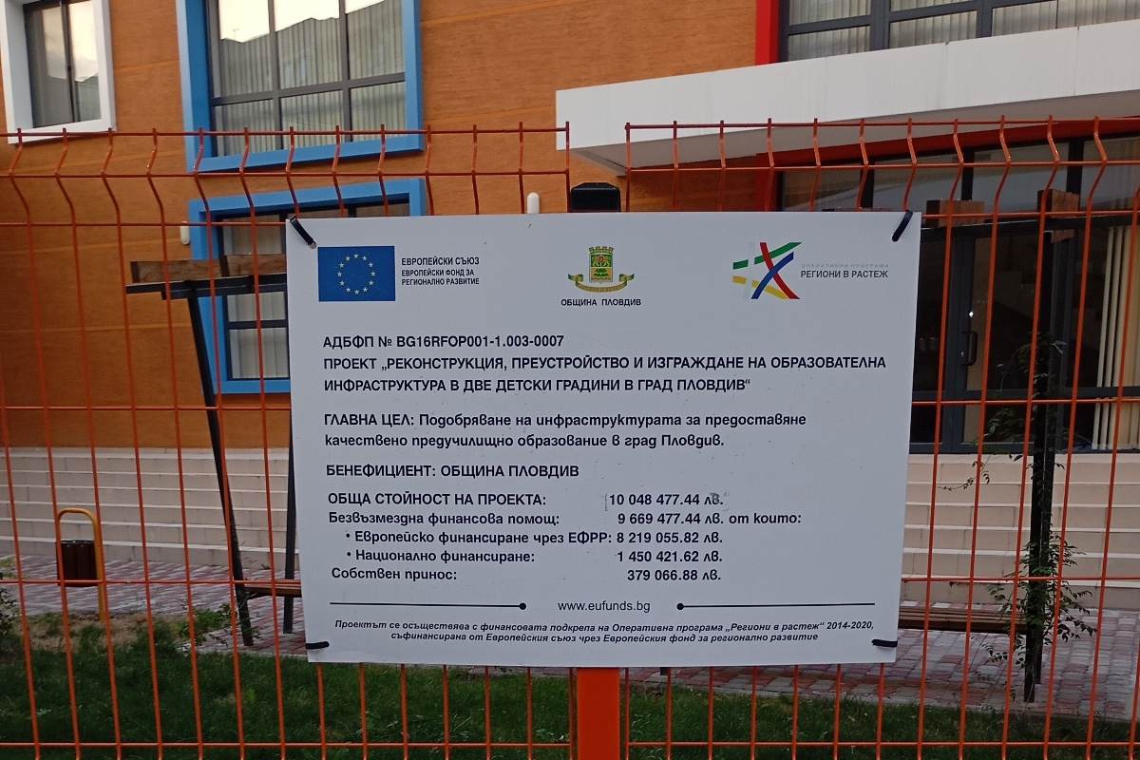 ЕВРОПЕЙСКИ СЪЮЗ
ЕВРОПЕЙСКИ ФОНД ЗА
РЕГИОНАЛНО РАЗВИТИЕ
ОБЩИНА ПЛОВДИВ
ОПЕРАТИВНА ПРОГРАМА
РЕГИОНИ В РАСТЕЖ
АДБФП № BG16RFOP001-1.003-0007
ПРОЕКТ „РЕКОНСТРУКЦИЯ, ПРЕУСТРОЙСТВО И ИЗГРАЖДАНЕ НА ОБРАЗОВАТЕЛНА
ИНФРАСТРУКТУРА В ДВЕ ДЕТСКИ ГРАДИНИ В ГРАД ПЛОВДИВ“
ГЛАВНА ЦЕЛ: Подобряване на инфраструктурата за предоставяне
качествено предучилищно образование в град Пловдив.
БЕНЕФИЦИЕНТ: ОБЩИНА ПЛОВДИВ
ОБЩА СТОЙНОСТ НА ПРОЕКТА: 10 048 477.44 лв.
Безвъзмездна финансова помощ: 9 669 477.44 лв. от които:
• Европейско финансиране чрез ЕФРР: 8 219 055.82 лв.
• Национално финансиране: 1 450 421.62 лв.
Собствен принос: 379 066.88 лв.
www.eufunds.bg
Проектът се осъществява с финансовата подкрепа на Оперативна програма „Региони в растеж“ 2014-2020,
съфинансирана от Европейския съюз чрез Европейския фонд за регионално развитие